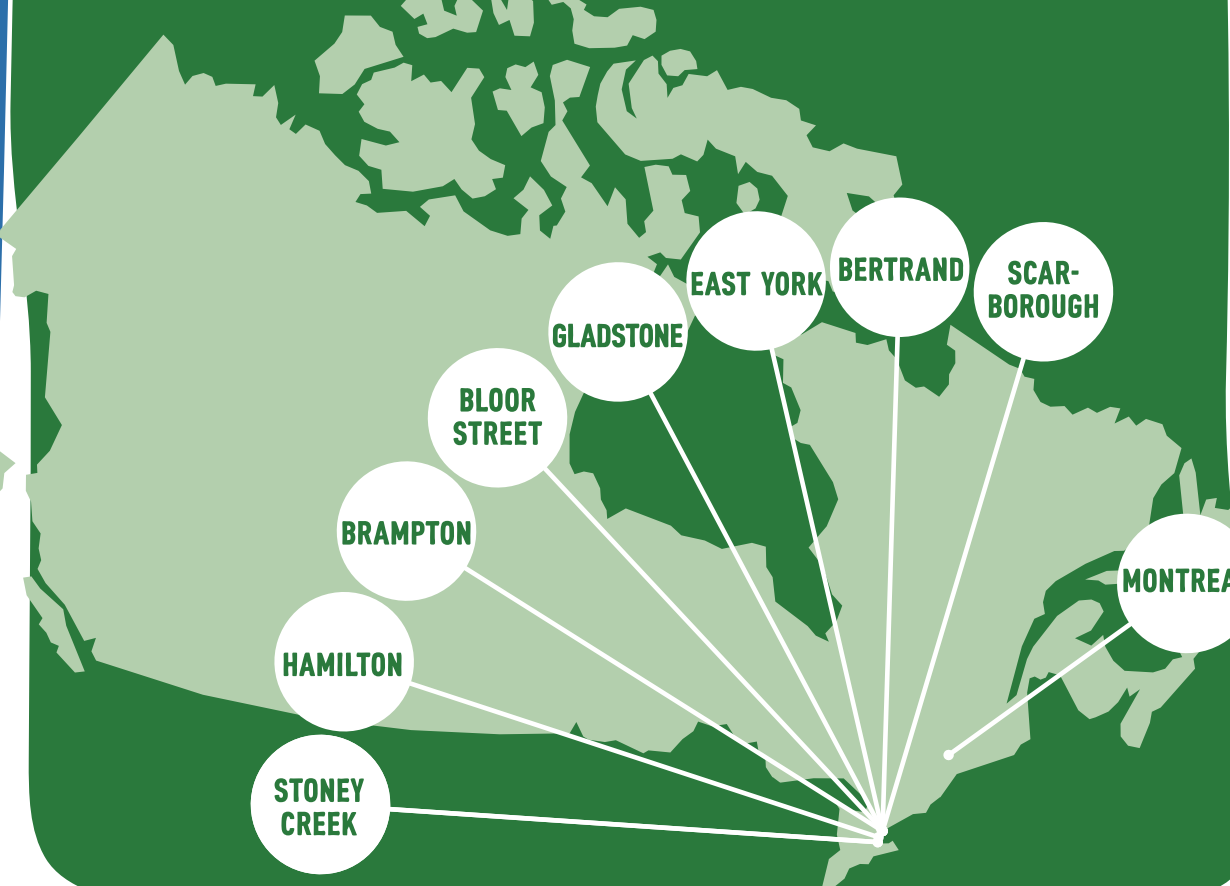 EAST YORK
BERTRAND
SCAR-
BOROUGH
GLADSTONE
BLOOR
STREET
BRAMPTON
MONTREA
HAMILTON
STONEY
CREEK